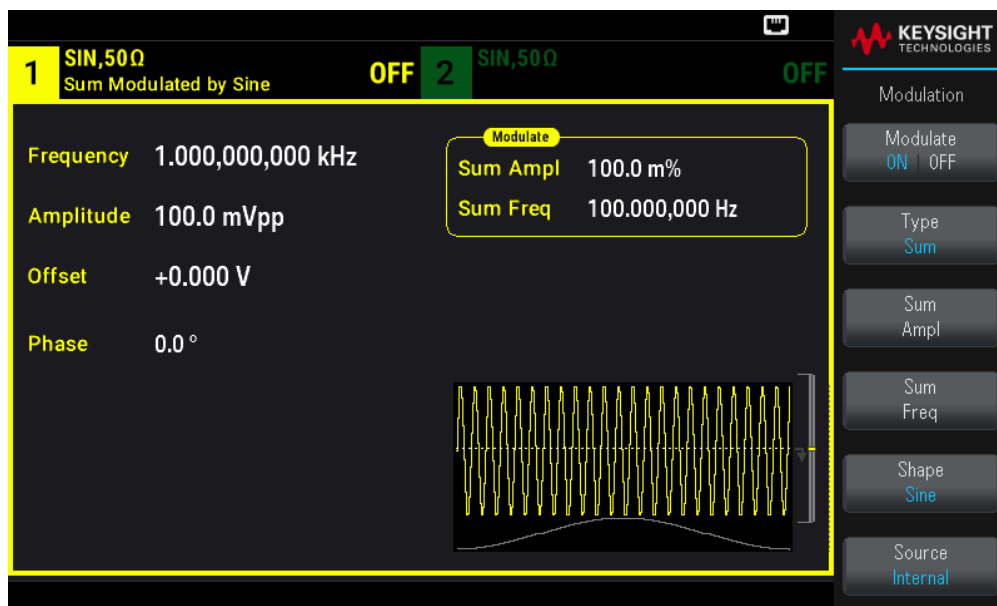 1
SIN,50Ω
Sum Modulated by Sine
OFF
2
SIN,50Ω
OFF
Frequency 1.000,000,000 kHz
Amplitude 100.0 mVpp
Offset +0.000 V
Phase 0.0 °
Modulate
Sum Ampl 100.0 m%
Sum Freq 100.000,000 Hz
KEYSIGHT
TECHNOLOGIES
Modulation
Modulate
ON | OFF
Type
Sum
Sum
Ampl
Sum
Freq
Shape
Sine
Source
Internal